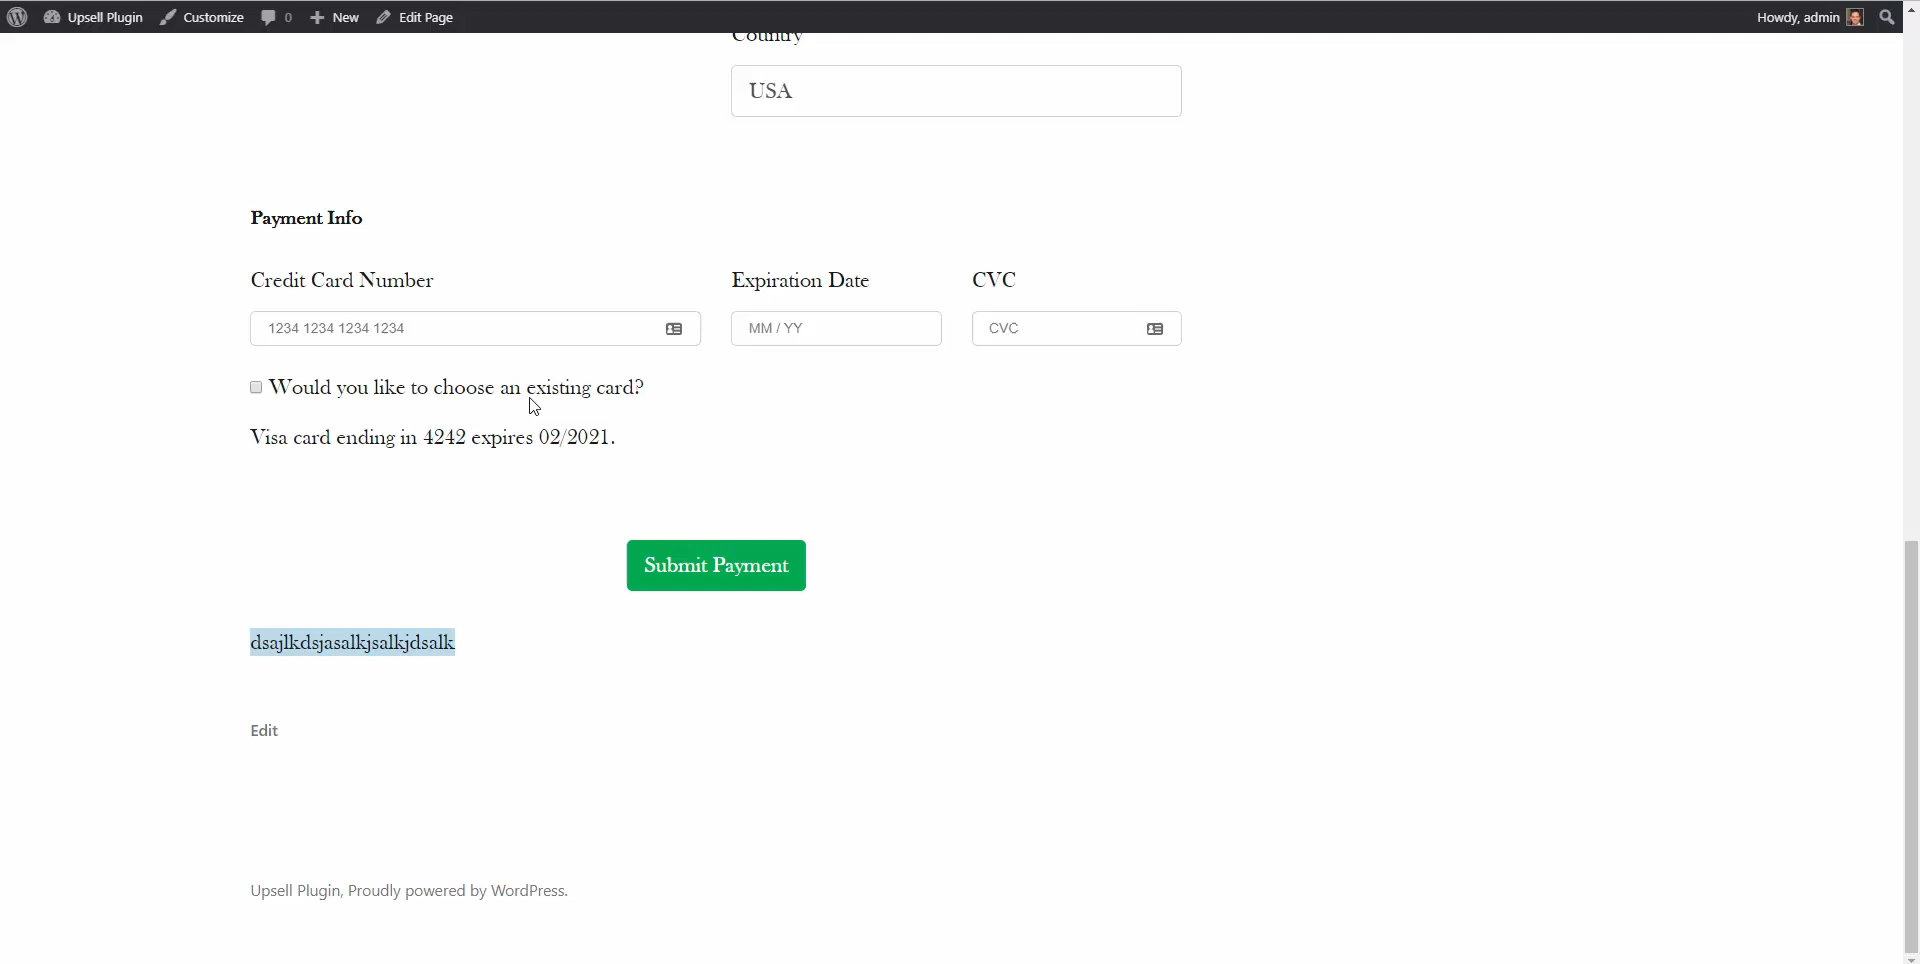 Upsell Plugin Customize 0 New Edit Page Howdy, admin
Country
USA
Payment Info
Credit Card Number Expiration Date CVC
1234 1234 1234 1234 MM / YY CVC
Would you like to choose an existing card?
Visa card ending in 4242 expires 02/2021.
Submit Payment
dsajlkdsjasalkjsalkjdsalk
Edit
Upsell Plugin, Proudly powered by WordPress.